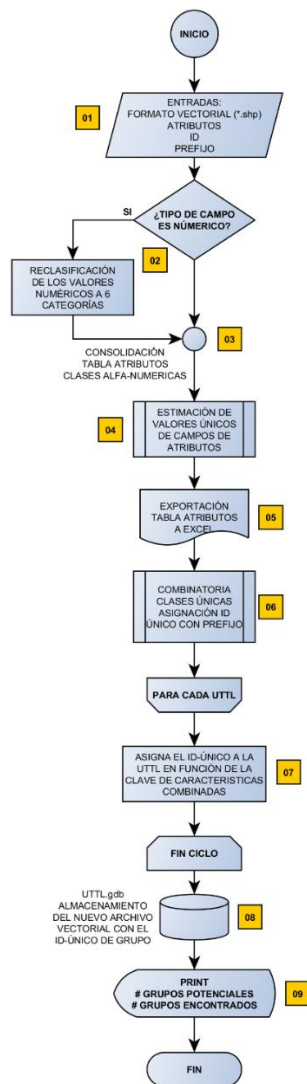 INICIO
01
ENTRADAS:
FORMATO VECTORIAL (*.shp)
ATRIBUTOS
ID
PREFIJO
SI
¿TIPO DE CAMPO
ES NÚMERICO?
02
RECLASIFICACIÓN
DE LOS VALORES
NUMÉRICOS A 6
CATEGORÍAS
03
CONSOLIDACIÓN
TABLA ATRIBUTOS
CLASES ALFA-NUMERICAS
04
ESTIMACIÓN DE
VALORES ÚNICOS
DE CAMPOS DE
ATRIBUTOS
EXPORTACIÓN
TABLA ATRIBUTOS
A EXCEL
05
COMBINATORIA
CLASES ÚNICAS
ASIGNACIÓN ID
ÚNICO CON PREFIJO
06
PARA CADA UTTL
ASIGNA EL ID-ÚNICO A LA
UTTL EN FUNCIÓN DE LA
CLAVE DE CARACTERISTICAS
COMBINADAS
07
FIN CICLO
UTTL.gdb
ALMACENAMIENTO
DEL NUEVO ARCHIVO
VECTORIAL CON EL
ID-ÚNICO DE GRUPO
08
PRINT
# GRUPOS POTENCIALES
# GRUPOS ENCONTRADOS
09
FIN